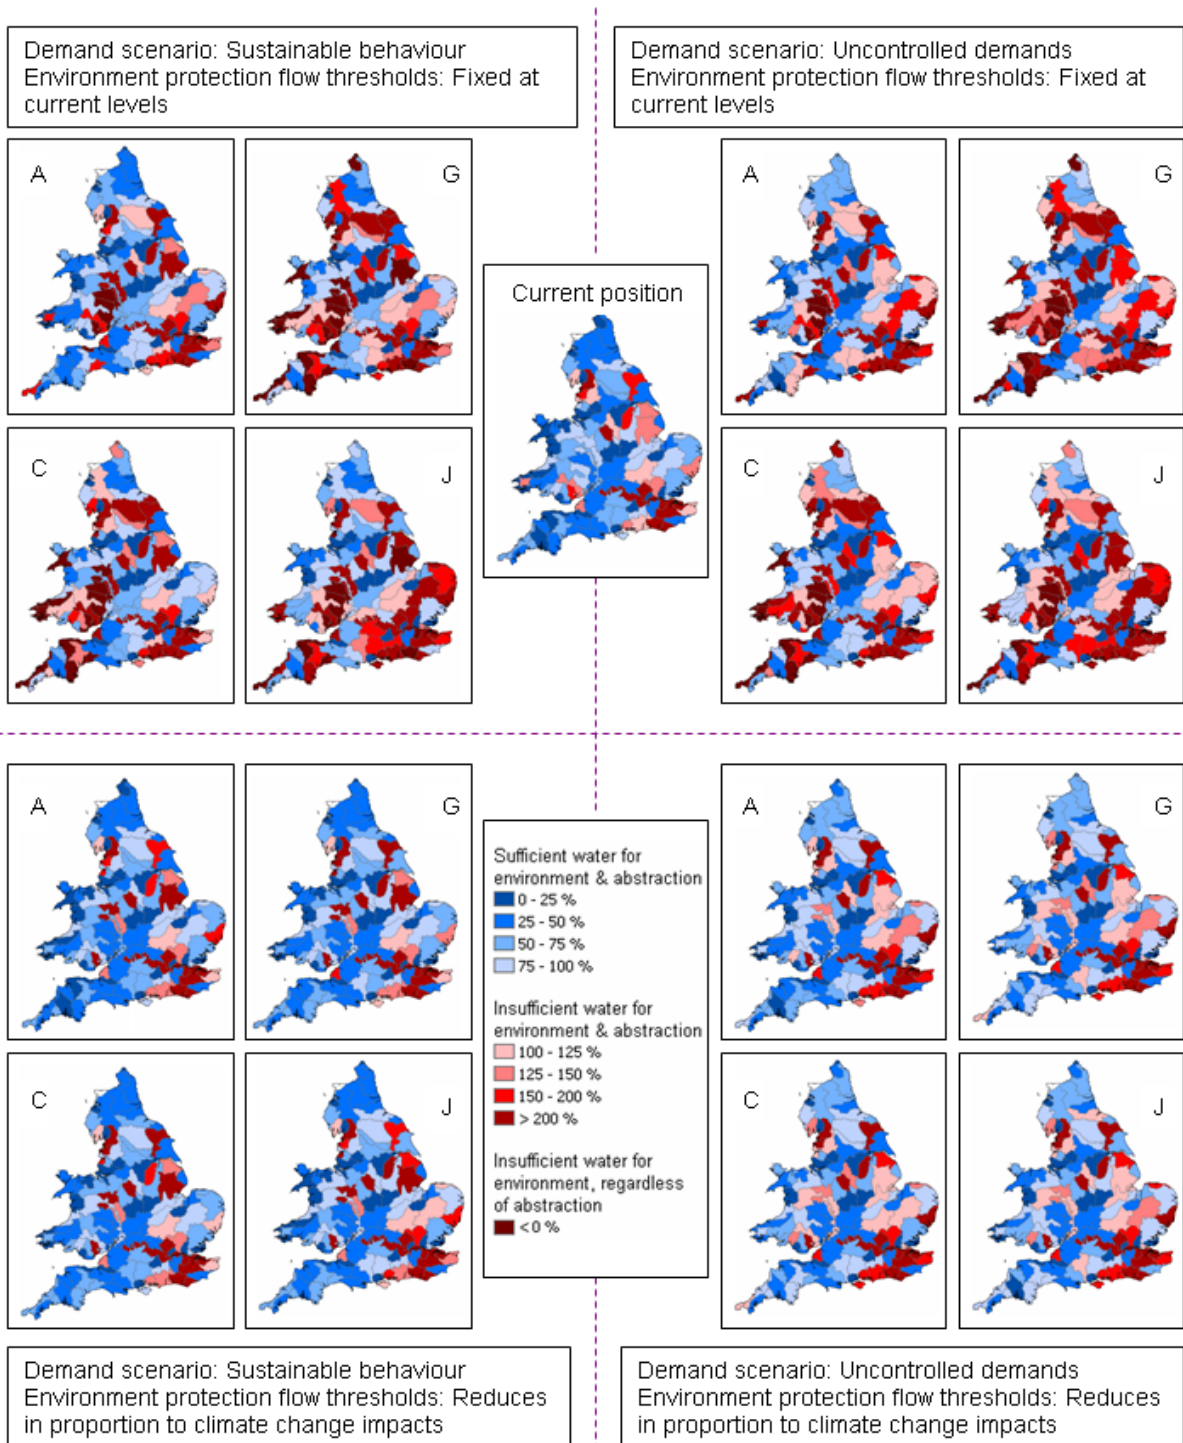 Demand scenario: Sustainable behaviour
Environment protection flow thresholds: Fixed at
current levels
Demand scenario: Uncontrolled demands
Environment protection flow thresholds: Fixed at
current levels
A
G
A
G
Current position
C
J
C
J
A
G
A
G
Sufficient water for
environment & abstraction
0 - 25 %
25 - 50 %
50 - 75 %
75 - 100 %
Insufficient water for
environment & abstraction
100 - 125 %
125 - 150 %
150 - 200 %
> 200 %
Insufficient water for
environment, regardless
of abstraction
<0 %
C
J
C
J
Demand scenario: Sustainable behaviour
Environment protection flow thresholds: Reduces
in proportion to climate change impacts
Demand scenario: Uncontrolled demands
Environment protection flow thresholds: Reduces
in proportion to climate change impacts